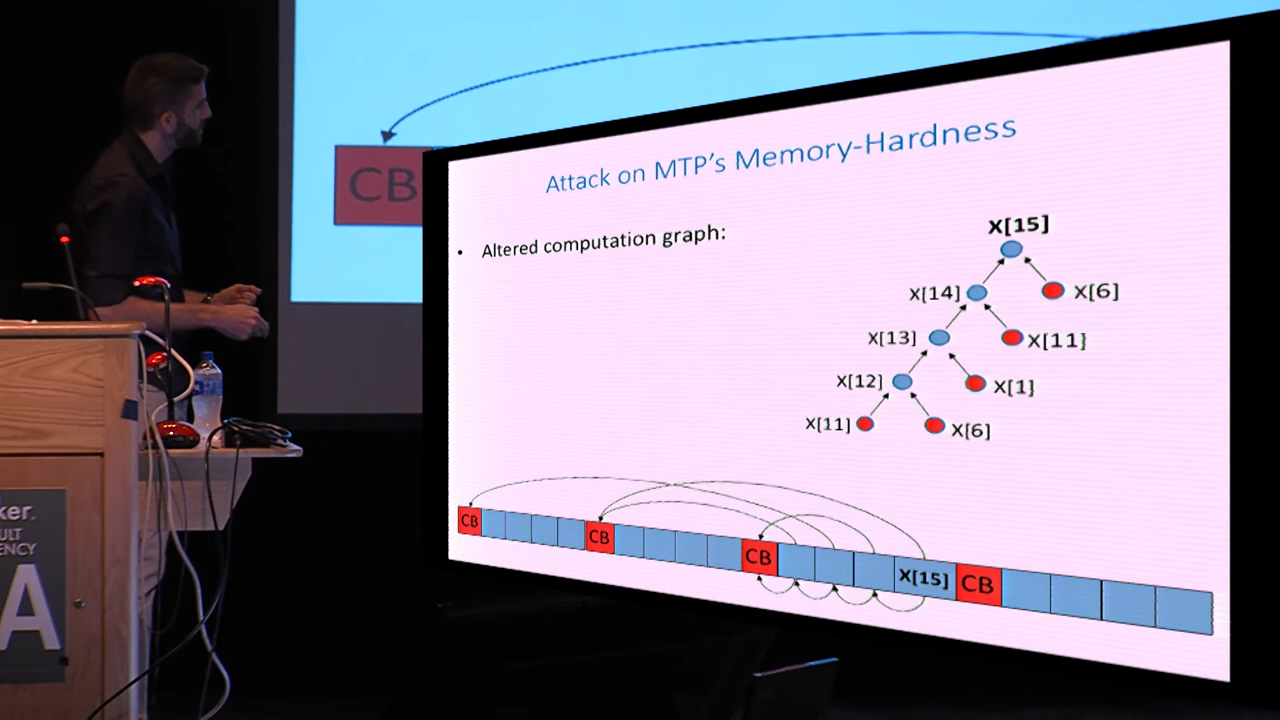 CB
Attack on MTP's Memory-Hardness
• Altered computation graph:
X[15]
X[14] X[6]
X[13] X[11}
X[12] X[1}
X[11] X[6]
CB CB CB X[15] CB
ker.
ULT
ENCY
A